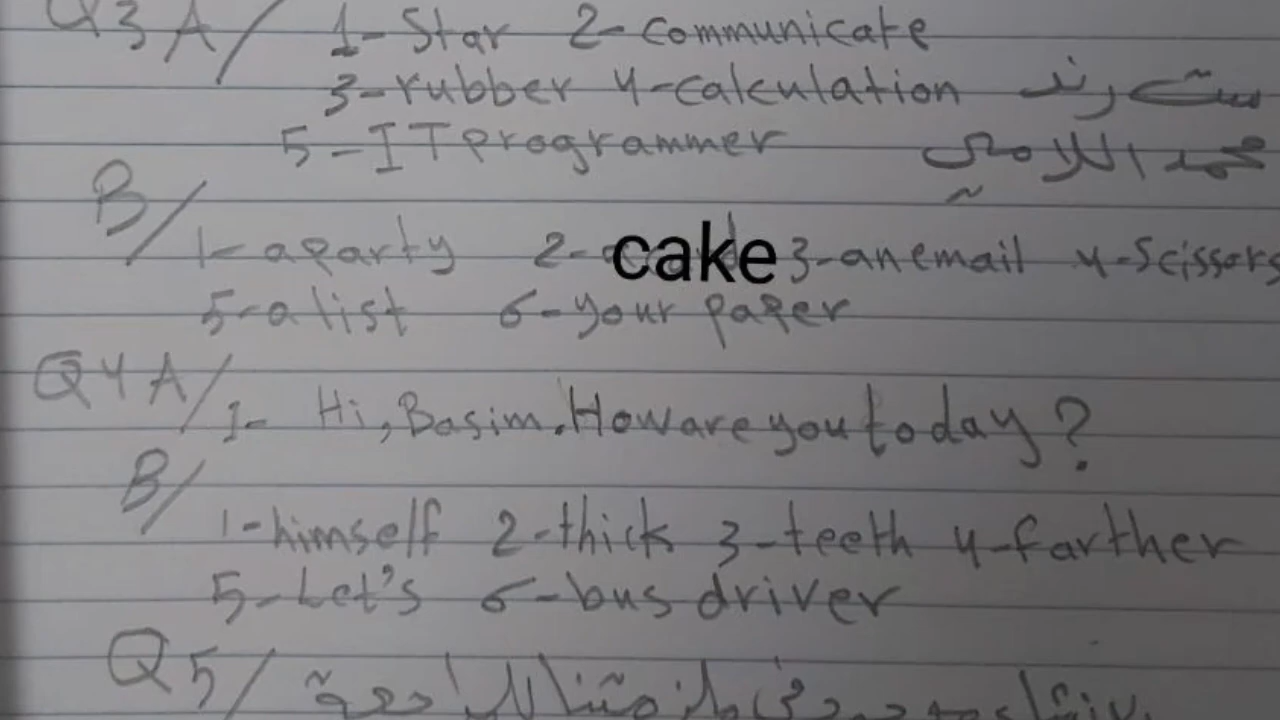 Q3 A/ 1- Star 2- communicate
3-rubber 4-calculation ست رند
5-IT programmer محمد اللامي
B/
1-a party 2- cake 3-an email 4-Scissors
5-a list 6-your paper
Q4 A/ 1- Hi, Basim. How are you today?
B/
1-himself 2-thick 3-teeth 4-farther
5-Let's 6-bus driver
Q5/